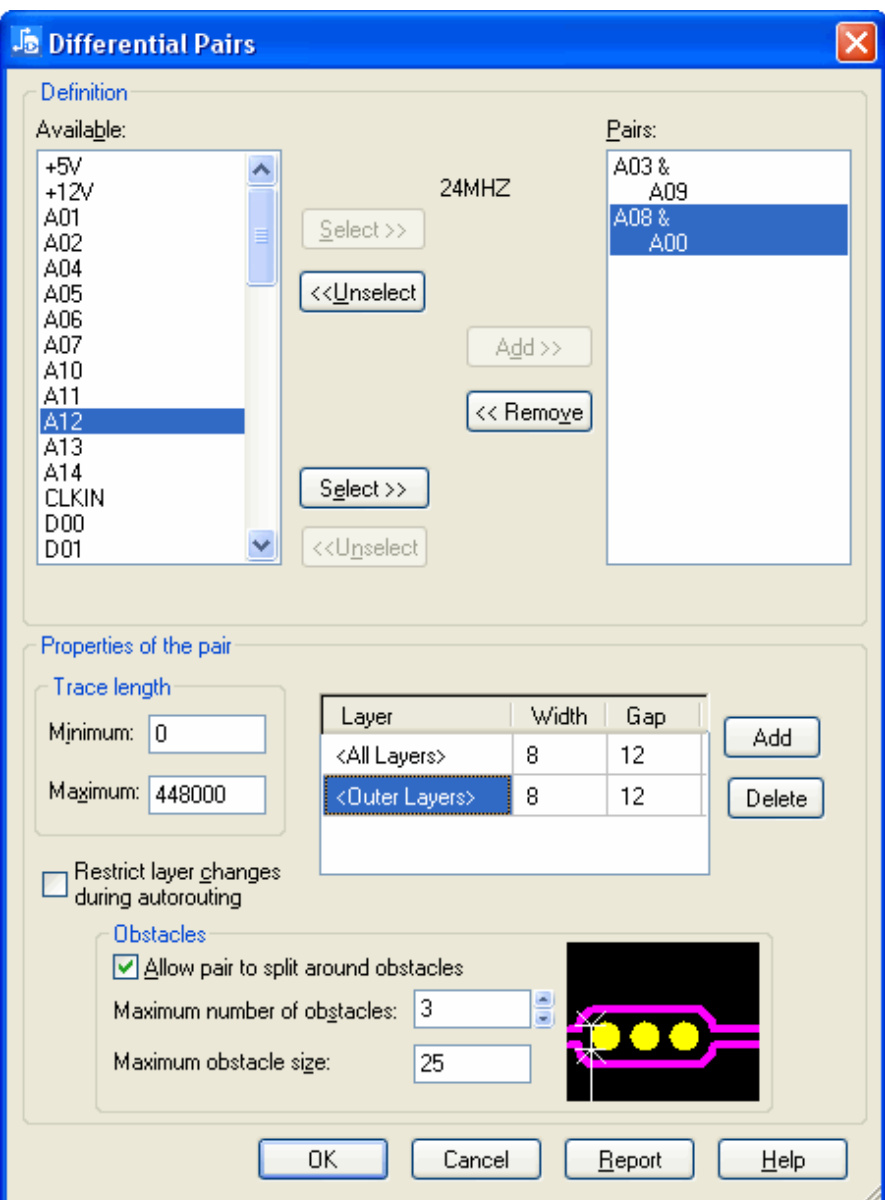 Differential Pairs
Definition
Available:
Pairs:
+5V
+12V
A01
A02
A04
A05
A06
A07
A10
A11
A12
A13
A14
CLKIN
D00
D01
24MHZ
Select >>
<<Unselect
Add >>
<< Remove
Select >>
<<Unselect
A03 &
A09
A08 &
A00
Properties of the pair
Trace length
Minimum: 0
Maximum: 448000
Layer Width Gap
<All Layers> 8 12
<Outer Layers> 8 12
Add
Delete
Restrict layer changes
during autorouting
Obstacles
Allow pair to split around obstacles
Maximum number of obstacles: 3
Maximum obstacle size: 25
OK Cancel Report Help